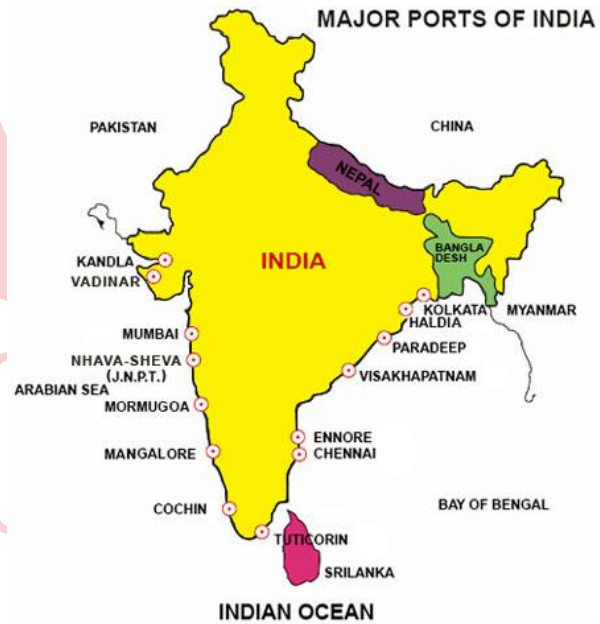 MAJOR PORTS OF INDIA
PAKISTAN
CHINA
NEPAL
BANGLA
DESH
INDIA
KANDLA
VADINAR
KOLKATA
MYANMAR
HALDIA
MUMBAI
PARADEEP
NHAVA-SHEVA
(J.N.P.T.)
VISAKHAPATNAM
ARABIAN SEA
MORMUGOA
ENNORE
MANGALORE
CHENNAI
BAY OF BENGAL
COCHIN
TUTICORIN
SRILANKA
INDIAN OCEAN